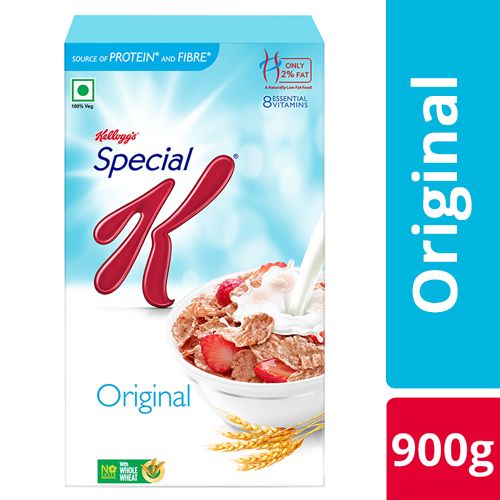 SOURCE OF PROTEIN* AND FIBRE*
100% Veg
ONLY
2% FAT
A Naturally Low Fat Food
8 ESSENTIAL
VITAMINS
Kellogg's
Special
K®
Original
With
WHOLE
WHEAT
Original
900g